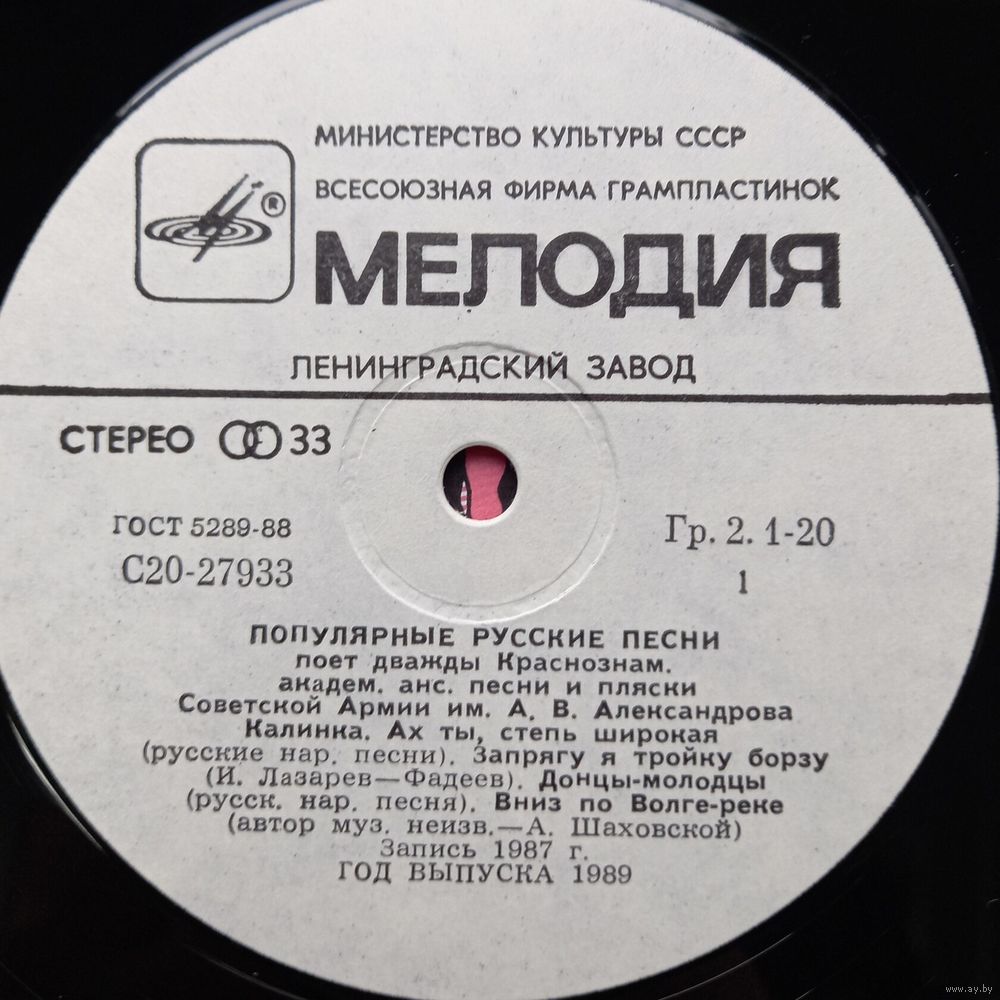 МИНИСТЕРСТВО КУЛЬТУРЫ СССР
ВСЕСОЮЗНАЯ ФИРМА ГРАМПЛАСТИНОК
®
МЕЛОДИЯ
ЛЕНИНГРАДСКИЙ ЗАВОД
СТЕРЕО 33
ГОСТ 5289-88
С20-27933
Гр. 2. 1-20
1
ПОПУЛЯРНЫЕ РУССКИЕ ПЕСНИ
поет дважды Краснознам.
академ. анс. песни и пляски
Советской Армии им. А. В. Александрова
Калинка. Ах ты, степь широкая
(русские нар. песни). Запрягу я тройку борзу
(И. Лазарев—Фадеев). Донцы-молодцы
(русск. нар. песня). Вниз по Волге-реке
(автор муз. неизв.—А. Шаховской)
Запись 1987 г.
ГОД ВЫПУСКА 1989
www.ay.by